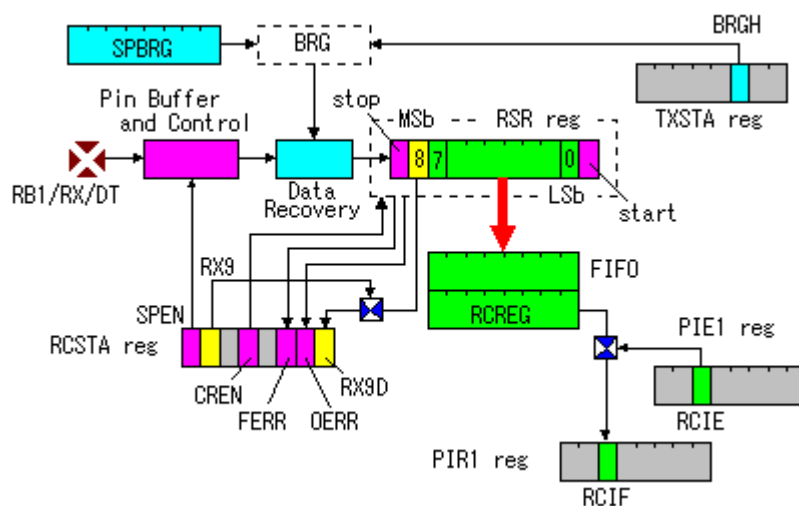 SPBRG
BRG
BRGH
TXSTA reg
Pin Buffer
and Control
stop
MSb
RSR reg
8
7
0
RB1/RX/DT
Data
Recovery
LSb
start
RX9
FIFO
SPEN
RCREG
PIE1 reg
RCSTA reg
CREN
RX9D
FERR
OERR
RCIE
PIR1 reg
RCIF